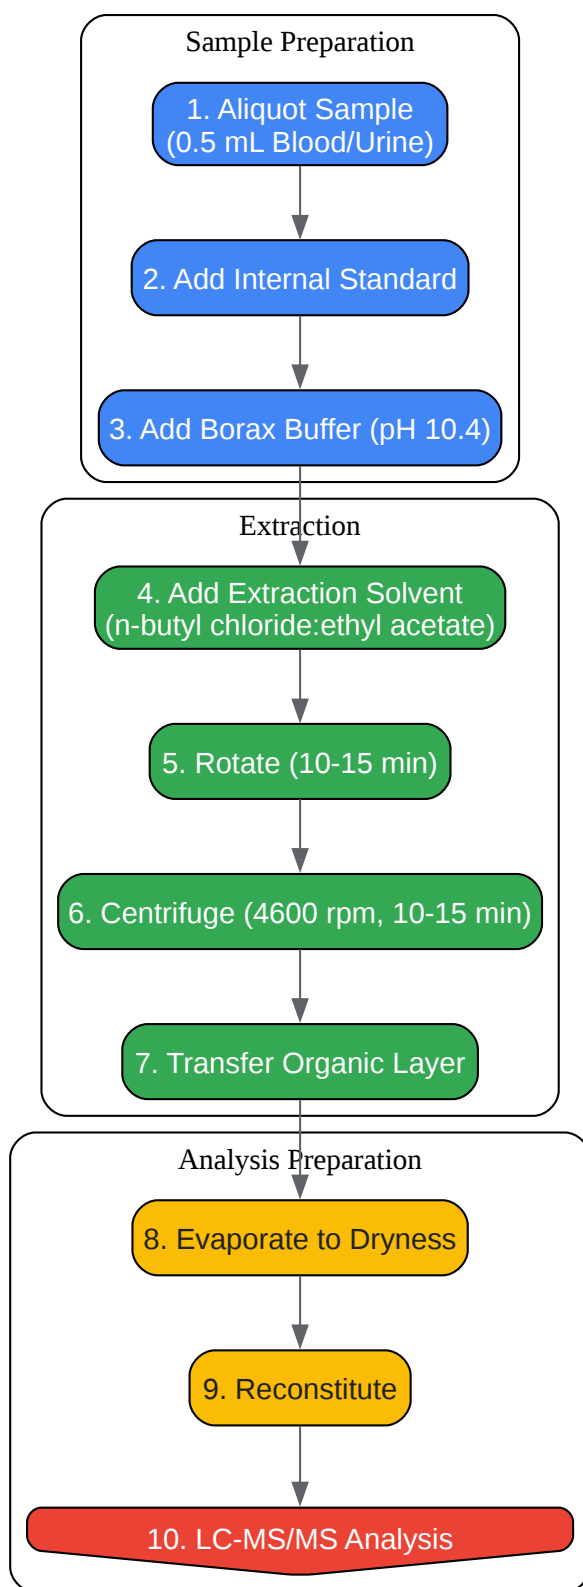 Sample Preparation
1. Aliquot Sample
(0.5 mL Blood/Urine)
2. Add Internal Standard
3. Add Borax Buffer (pH 10.4)
Extraction
4. Add Extraction Solvent
(n-butyl chloride:ethyl acetate)
5. Rotate (10-15 min)
6. Centrifuge (4600 rpm, 10-15 min)
7. Transfer Organic Layer
Analysis Preparation
8. Evaporate to Dryness
9. Reconstitute
10. LC-MS/MS Analysis